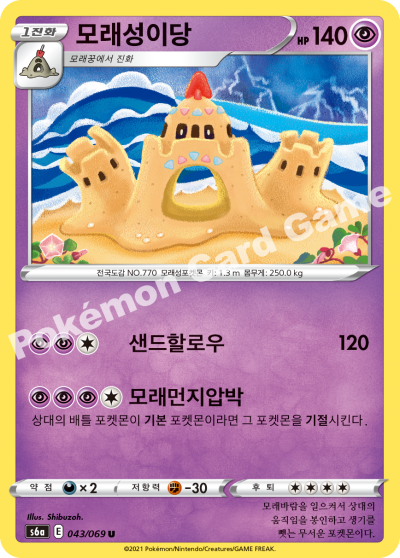 1진화
모래성이당
HP 140
모래꿍에서 진화
전국도감 NO.770 모래성포켓몬 키: 1.3 m 몸무게: 250.0 kg
샌드할로우 120
모래먼지압박
상대의 배틀 포켓몬이 기본 포켓몬이라면 그 포켓몬을 기절시킨다.
약점 ×2 저항력 -30 후퇴
Illus. Shibuzoh.
s6a E 043/069 U
모래바람을 일으켜서 상대의
움직임을 봉인하고 생기를
뺏는 무서운 포켓몬이다.
©2021 Pokémon/Nintendo/Creatures/GAME FREAK.
Pokémon Card Game